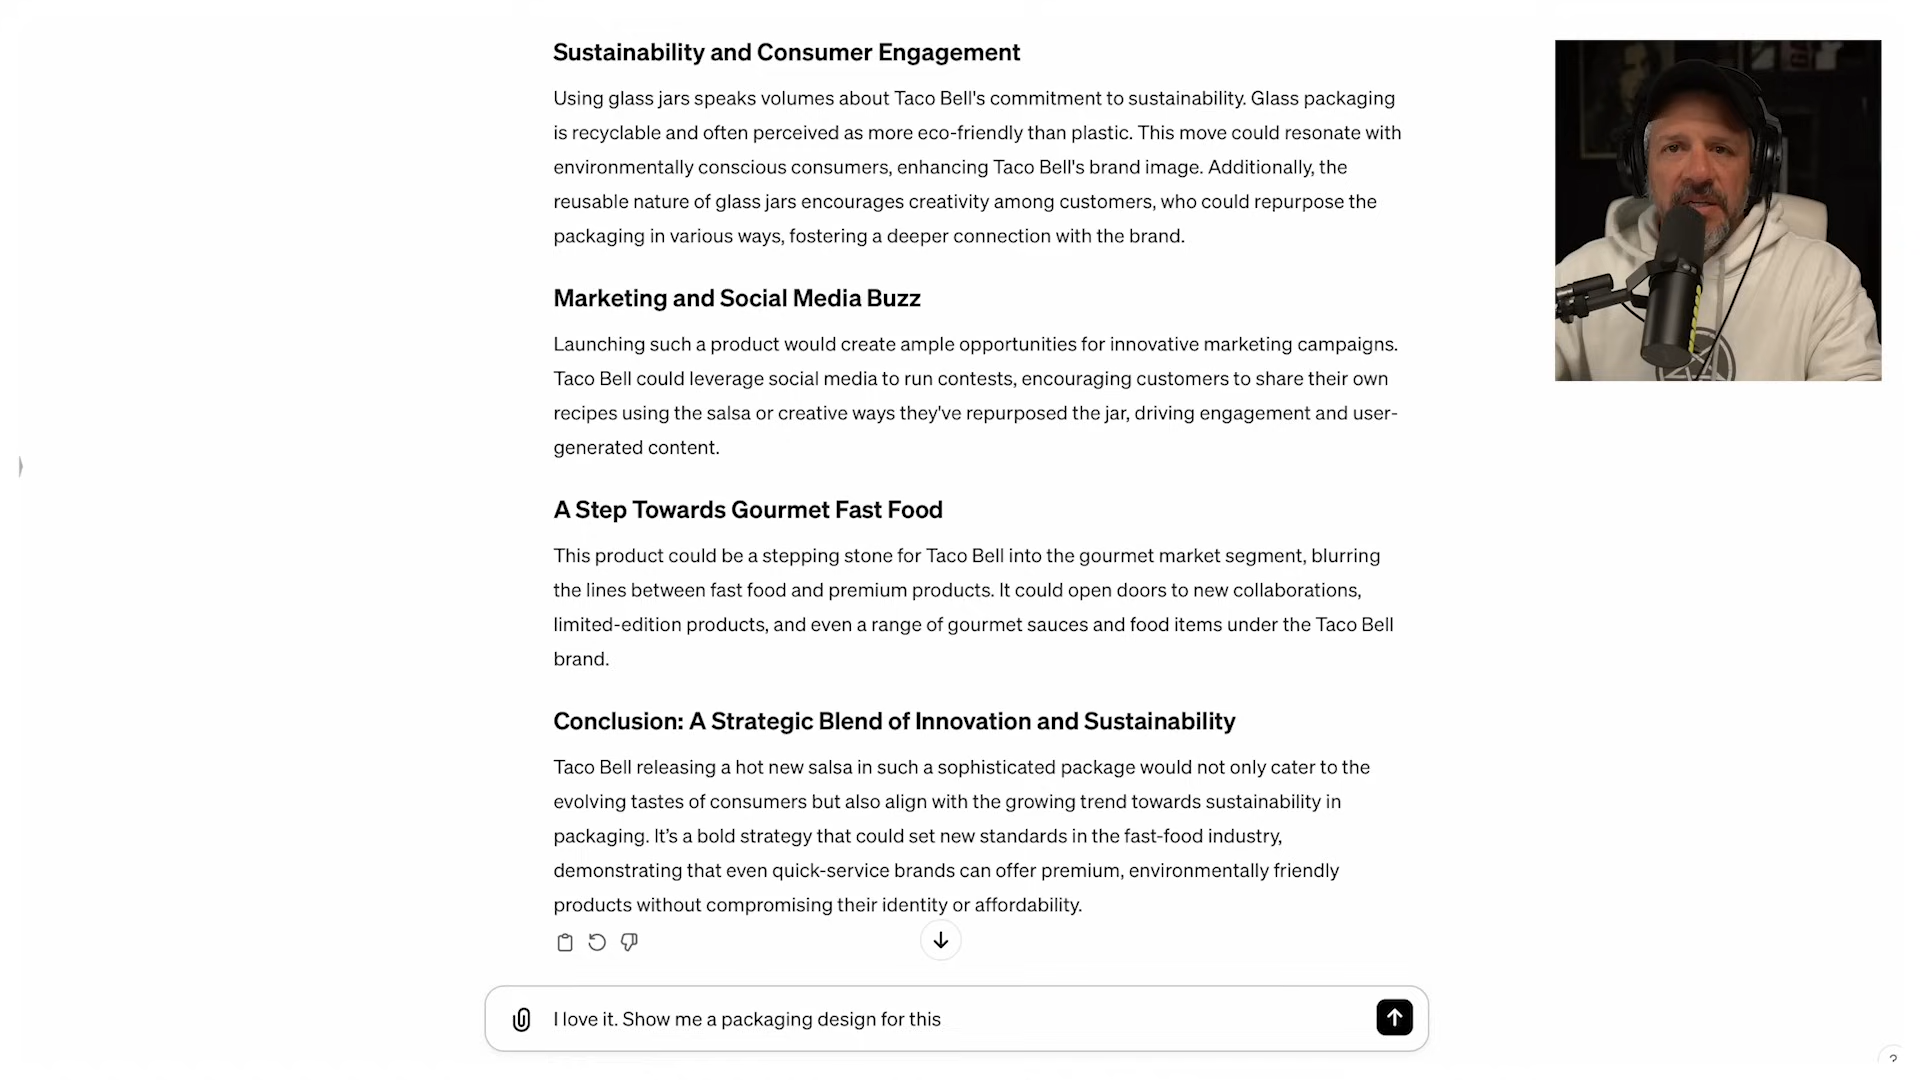 Sustainability and Consumer Engagement
Using glass jars speaks volumes about Taco Bell's commitment to sustainability. Glass packaging
is recyclable and often perceived as more eco-friendly than plastic. This move could resonate with
environmentally conscious consumers, enhancing Taco Bell's brand image. Additionally, the
reusable nature of glass jars encourages creativity among customers, who could repurpose the
packaging in various ways, fostering a deeper connection with the brand.
Marketing and Social Media Buzz
Launching such a product would create ample opportunities for innovative marketing campaigns.
Taco Bell could leverage social media to run contests, encouraging customers to share their own
recipes using the salsa or creative ways they've repurposed the jar, driving engagement and user-
generated content.
A Step Towards Gourmet Fast Food
This product could be a stepping stone for Taco Bell into the gourmet market segment, blurring
the lines between fast food and premium products. It could open doors to new collaborations,
limited-edition products, and even a range of gourmet sauces and food items under the Taco Bell
brand.
Conclusion: A Strategic Blend of Innovation and Sustainability
Taco Bell releasing a hot new salsa in such a sophisticated package would not only cater to the
evolving tastes of consumers but also align with the growing trend towards sustainability in
packaging. It’s a bold strategy that could set new standards in the fast-food industry,
demonstrating that even quick-service brands can offer premium, environmentally friendly
products without compromising their identity or affordability.
I love it. Show me a packaging design for this
?